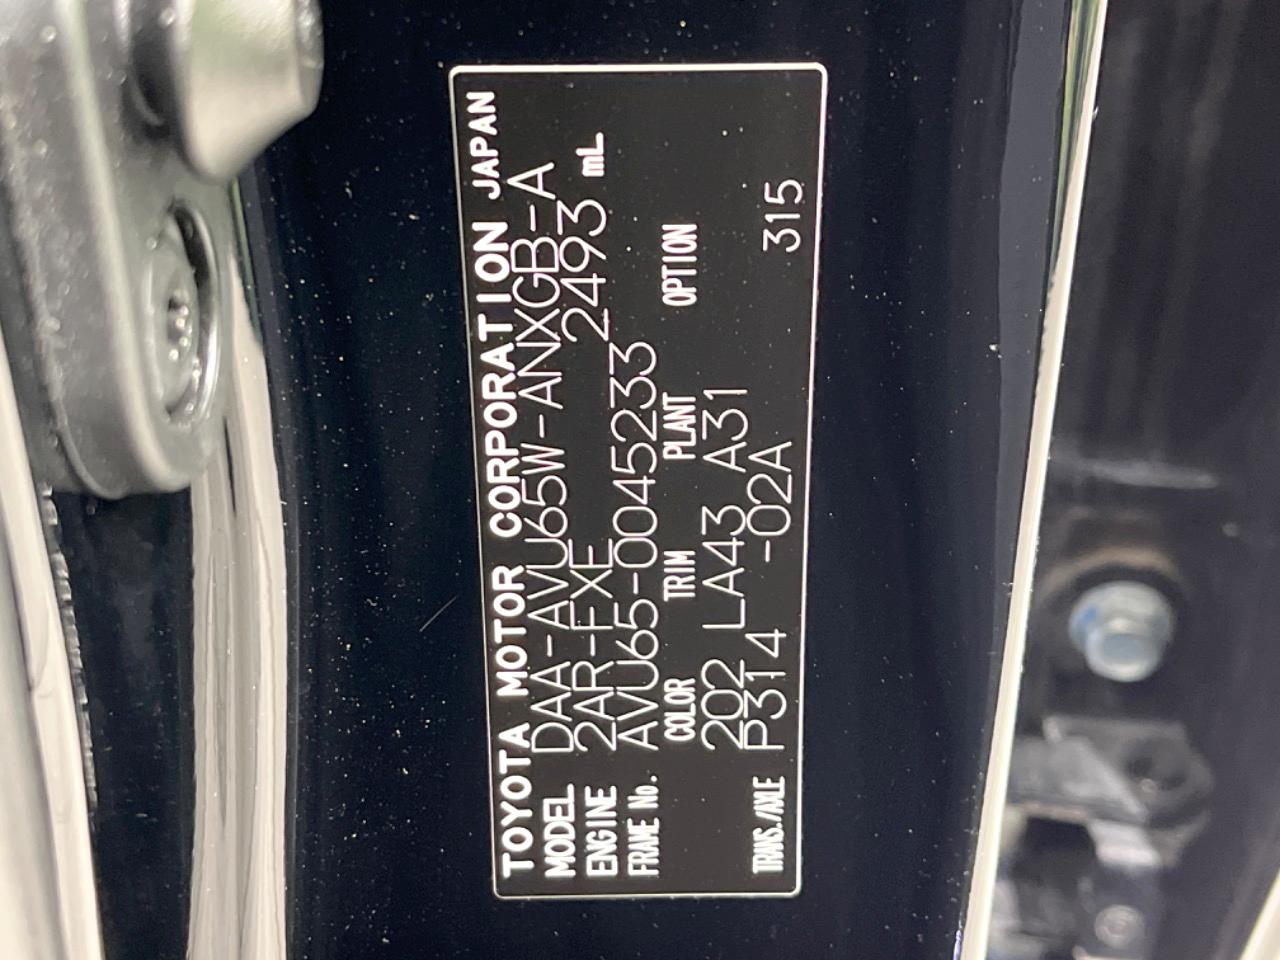 TOYOTA MOTOR CORPORATION JAPAN
MODEL DAA-AVU65W-ANXGB-A
ENGINE 2AR-FXE 2493 mL
FRAME No. AVU65-0045233
COLOR TRIM PLANT OPTION
202 LA43 A31
TRANS./AXLE P314 -02A 315